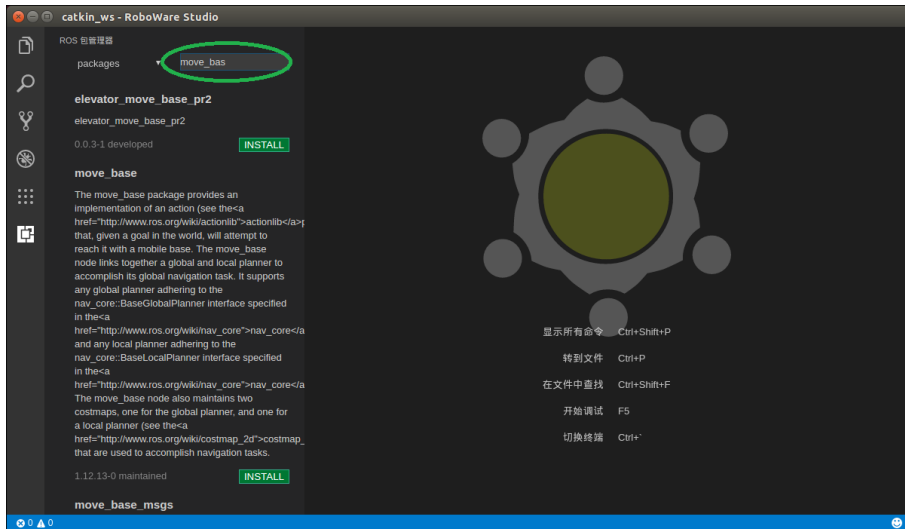 catkin_ws - RoboWare Studio
ROS 包管理器
packages
move_bas
elevator_move_base_pr2
elevator_move_base_pr2
0.0.3-1 developed
INSTALL
move_base
The move_base package provides an
implementation of an action (see the<a
href="http://www.ros.org/wiki/actionlib">actionlib</a>p
that, given a goal in the world, will attempt to
reach it with a mobile base. The move_base
node links together a global and local planner to
accomplish its global navigation task. It supports
any global planner adhering to the
nav_core::BaseGlobalPlanner interface specified
in the<a
href="http://www.ros.org/wiki/nav_core">nav_core</a
and any local planner adhering to the
nav_core::BaseLocalPlanner interface specified
in the<a
href="http://www.ros.org/wiki/nav_core">nav_core</a
The move_base node also maintains two
costmaps, one for the global planner, and one for
a local planner (see the<a
href="http://www.ros.org/wiki/costmap_2d">costmap_
that are used to accomplish navigation tasks.
1.12.13-0 maintained
INSTALL
move_base_msgs
显示所有命令 Ctrl+Shift+P
转到文件 Ctrl+P
在文件中查找 Ctrl+Shift+F
开始调试 F5
切换终端 Ctrl+`
0 0